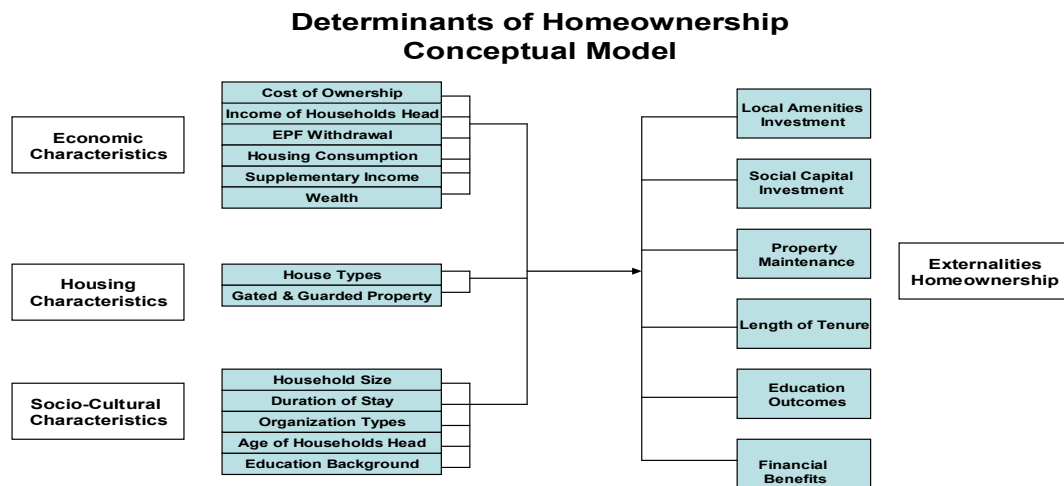 Determinants of Homeownership
Conceptual Model
Economic
Characteristics
Cost of Ownership
Income of Households Head
EPF Withdrawal
Housing Consumption
Supplementary Income
Wealth
Housing
Characteristics
House Types
Gated & Guarded Property
Socio-Cultural
Characteristics
Household Size
Duration of Stay
Organization Types
Age of Households Head
Education Background
Local Amenities
Investment
Social Capital
Investment
Property
Maintenance
Length of Tenure
Education
Outcomes
Financial
Benefits
Externalities
Homeownership